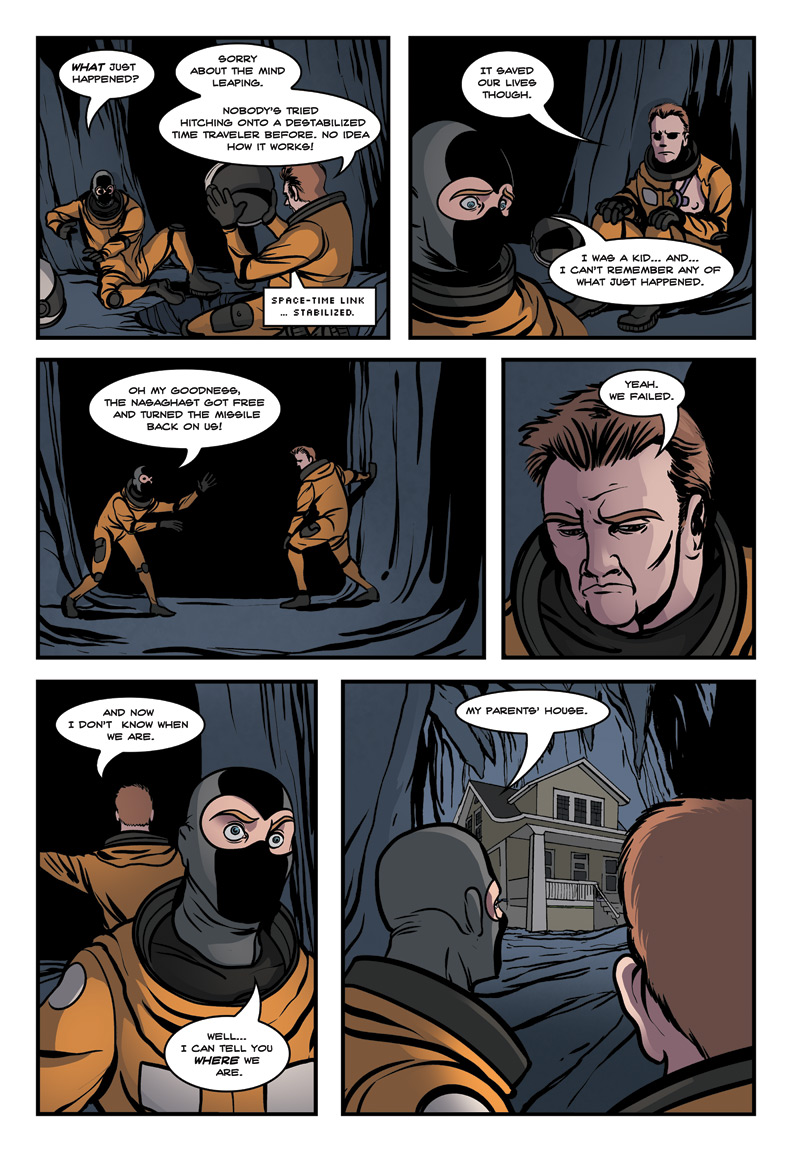 WHAT JUST
HAPPENED?
SORRY
ABOUT THE MIND
LEAPING.
NOBODY'S TRIED
HITCHING ONTO A DESTABILIZED
TIME TRAVELER BEFORE. NO IDEA
HOW IT WORKS!
SPACE-TIME LINK
... STABILIZED.
IT SAVED
OUR LIVES
THOUGH.
I WAS A KID... AND...
I CAN'T REMEMBER ANY OF
WHAT JUST HAPPENED.
OH MY GOODNESS,
THE NASAGHAST GOT FREE
AND TURNED THE MISSILE
BACK ON US!
YEAH.
WE FAILED.
AND NOW
I DON'T KNOW WHEN
WE ARE.
WELL...
I CAN TELL YOU
WHERE WE
ARE.
MY PARENTS' HOUSE.